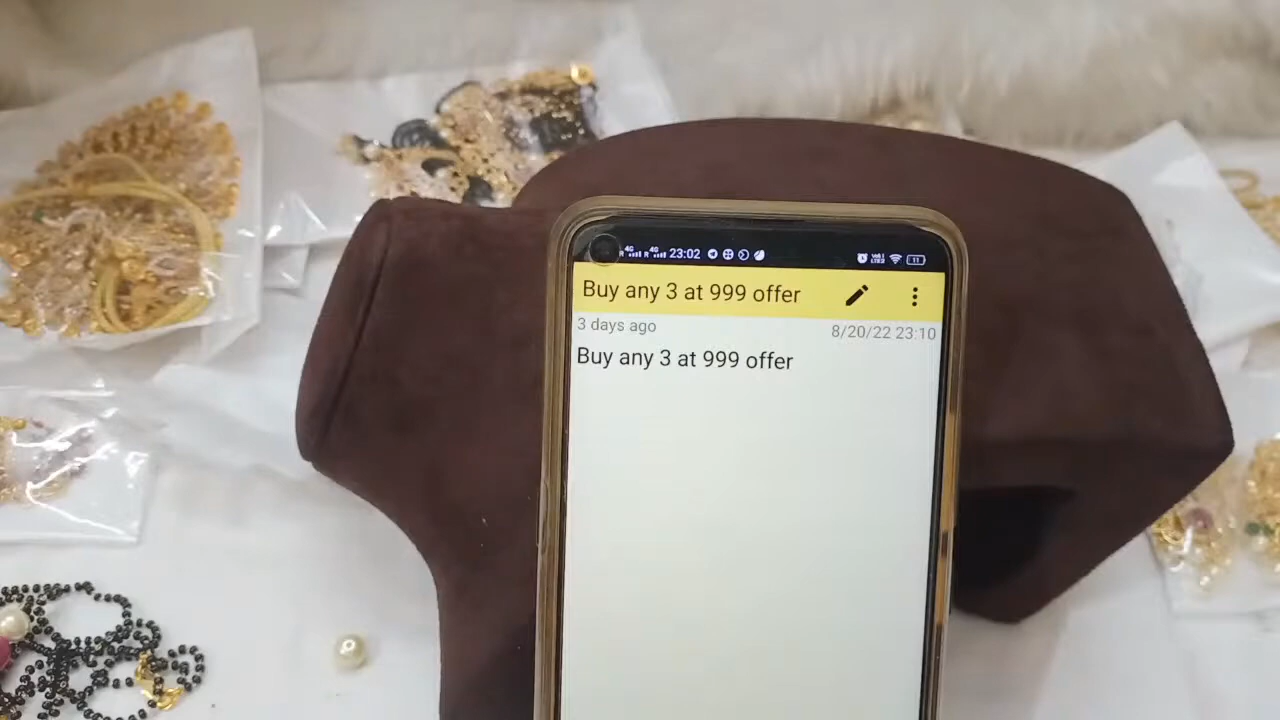 23:02
11
Buy any 3 at 999 offer
3 days ago
8/20/22 23:10
Buy any 3 at 999 offer